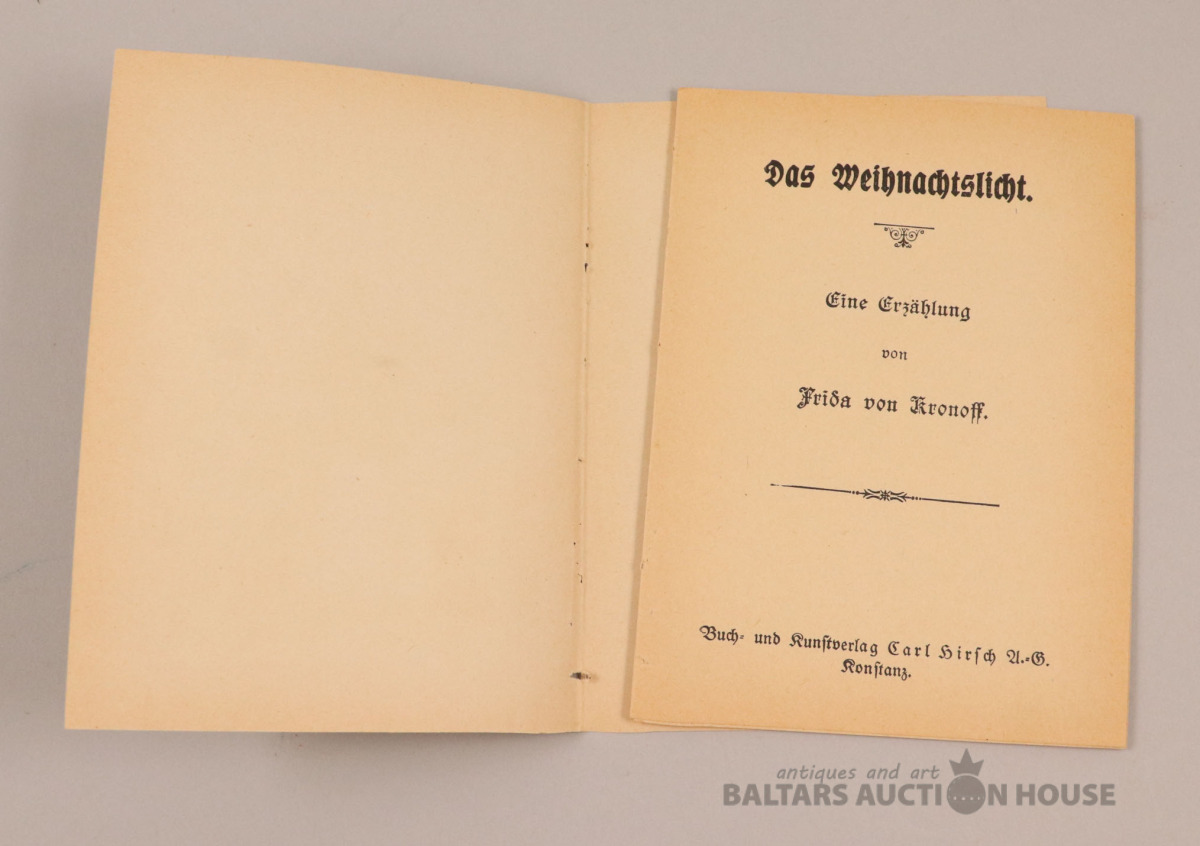 Das Weihnachtslicht.
Eine Erzählung
von
Frida von Kronoff.
Buch- und Kunstverlag Carl Hirsch A.-G.
Konstanz.
antiques and art
BALTARS AUCTION HOUSE